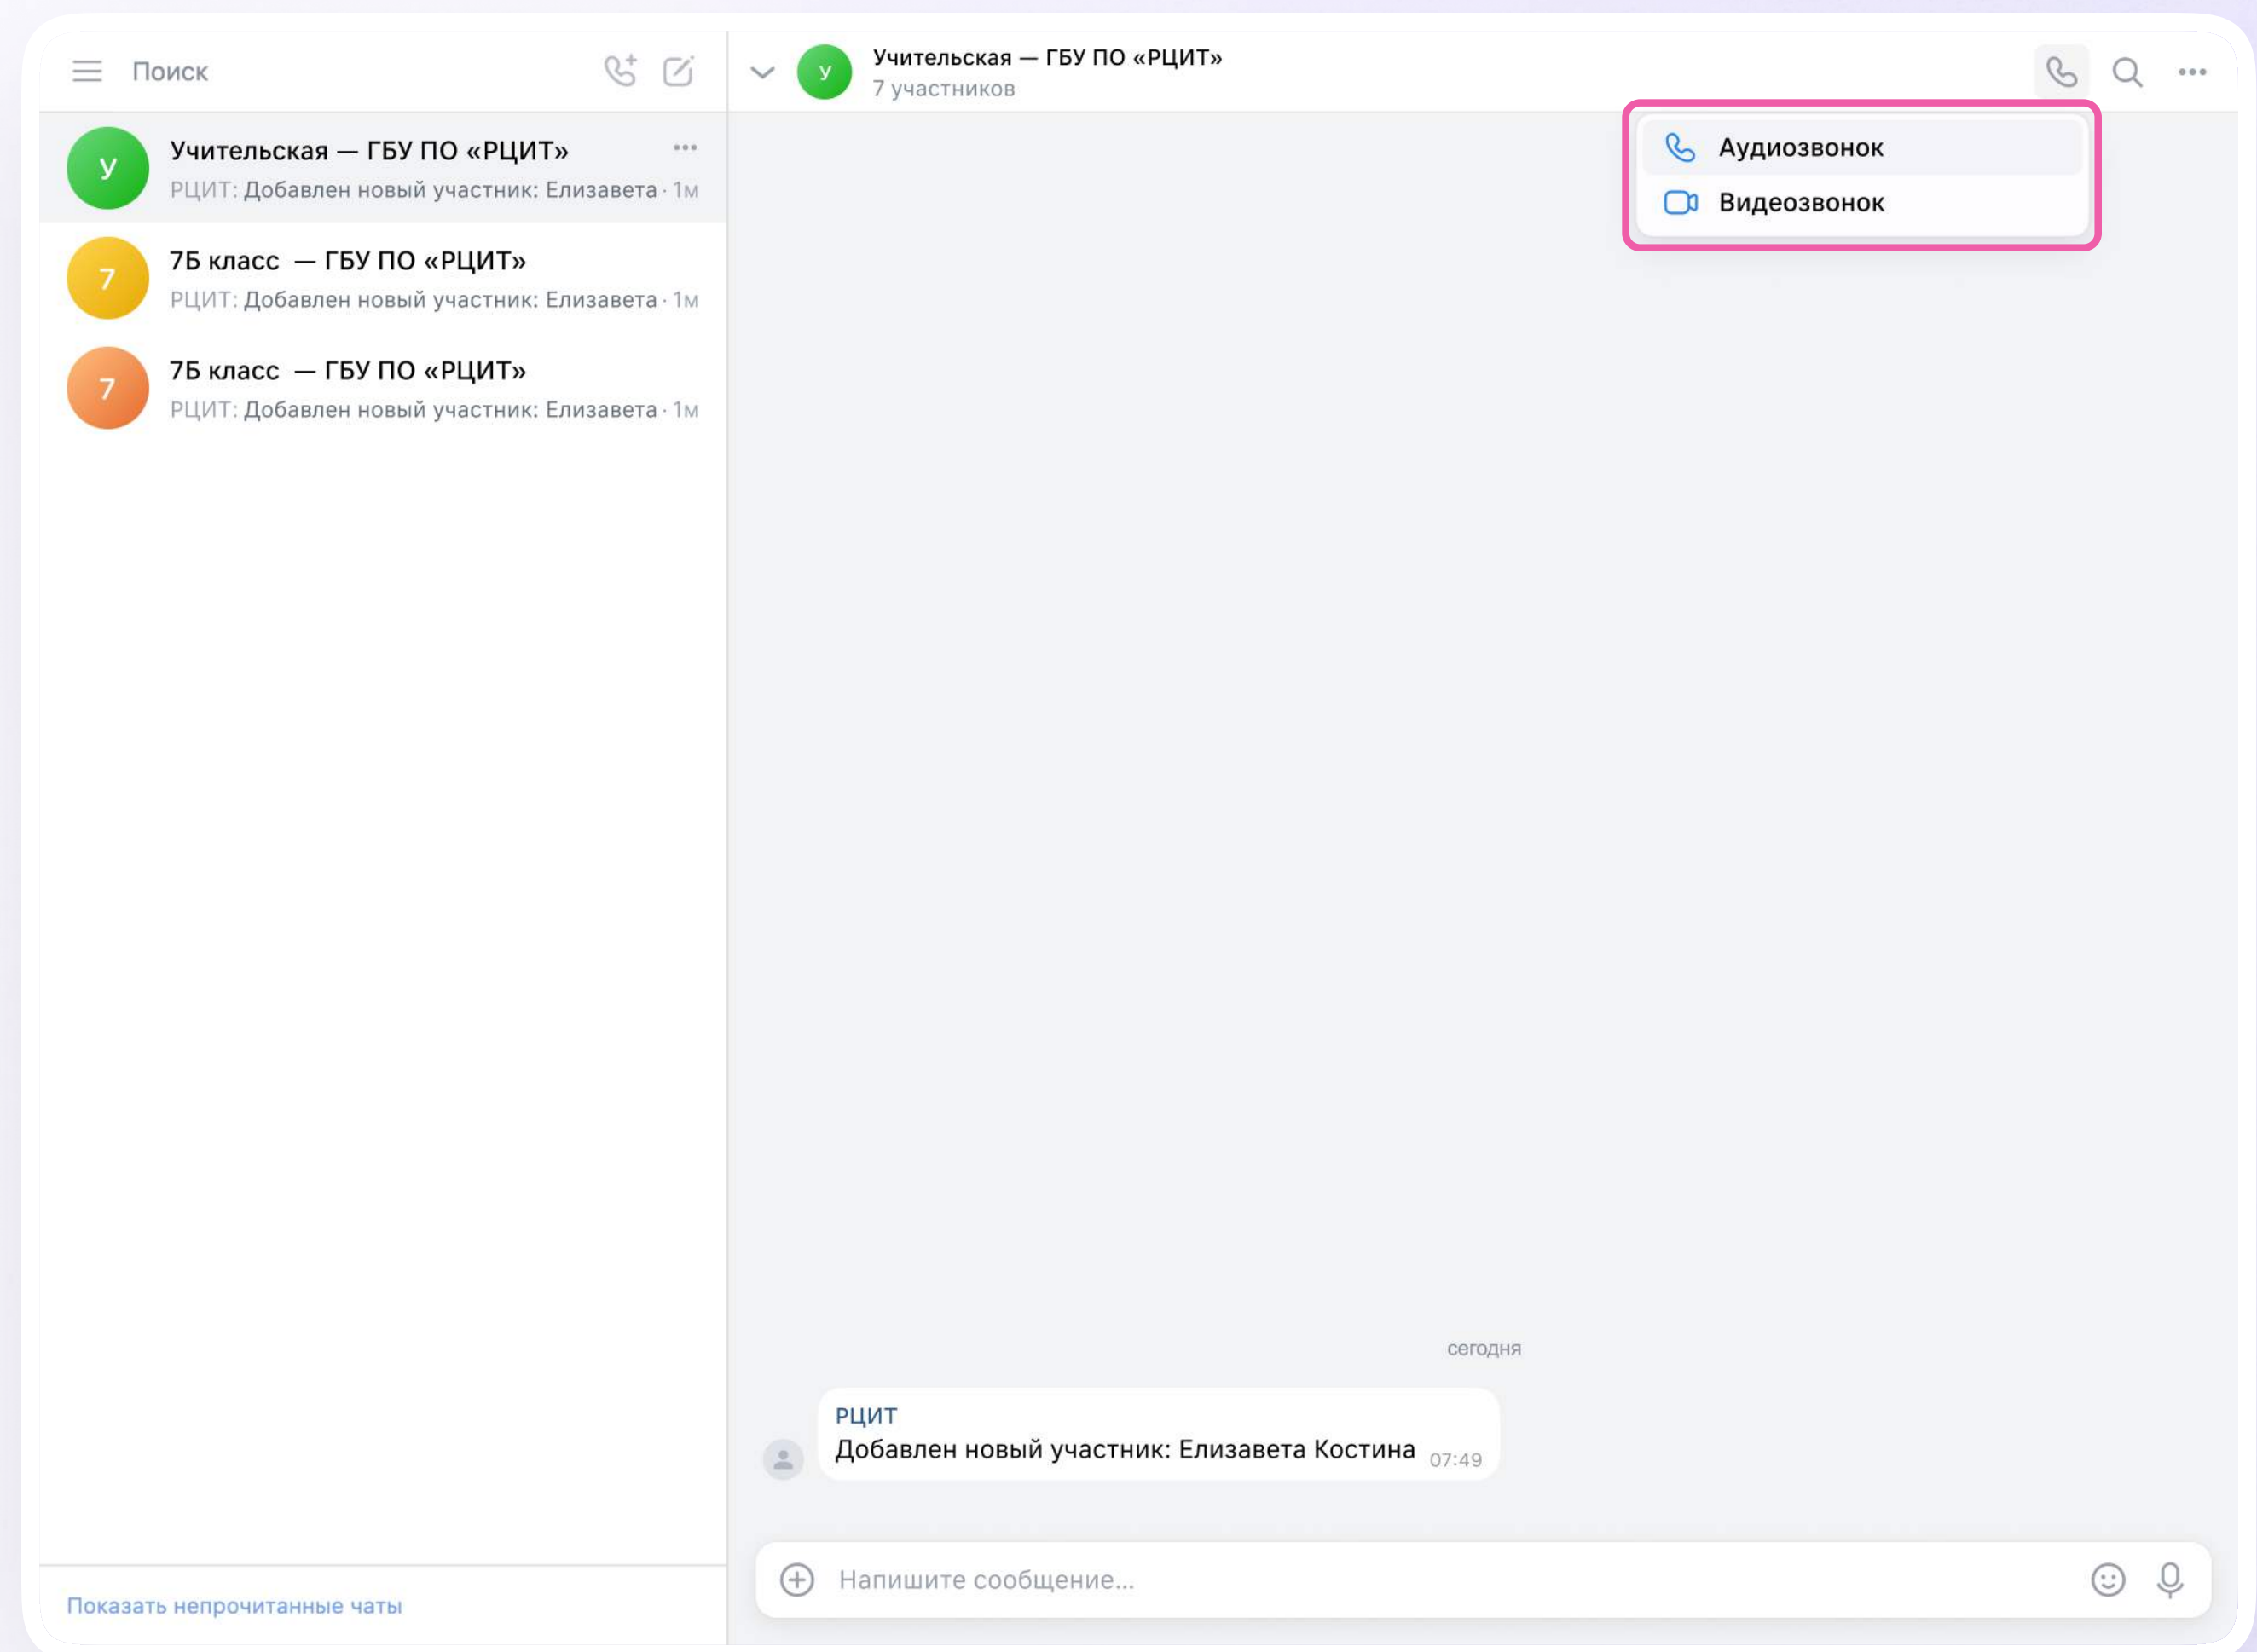 Поиск
У
Учительская — ГБУ ПО «РЦИТ»
РЦИТ: Добавлен новый участник: Елизавета · 1м
7
7Б класс — ГБУ ПО «РЦИТ»
РЦИТ: Добавлен новый участник: Елизавета · 1м
7
7Б класс — ГБУ ПО «РЦИТ»
РЦИТ: Добавлен новый участник: Елизавета · 1м
Показать непрочитанные чаты
У
Учительская — ГБУ ПО «РЦИТ»
7 участников
Аудиозвонок
Видеозвонок
сегодня
РЦИТ
Добавлен новый участник: Елизавета Костина 07:49
Напишите сообщение...